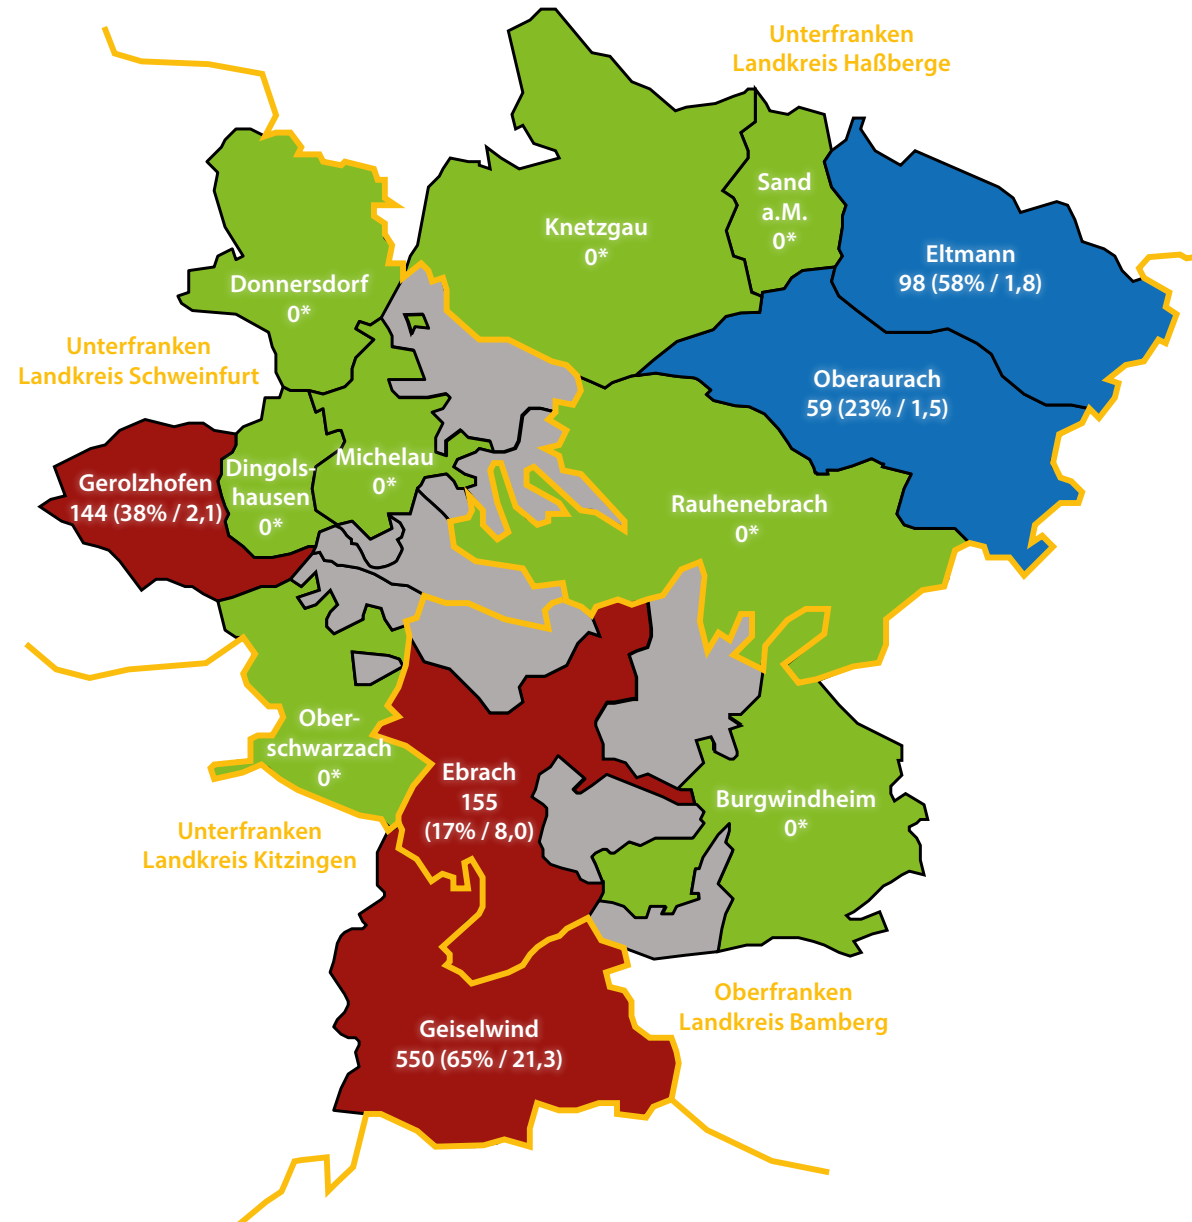 Unterfranken
Landkreis Haßberge
Sand
a.M.
0*
Knetzgau
0*
Eltmann
98 (58% / 1,8)
Donnersdorf
0*
Unterfranken
Landkreis Schweinfurt
Oberaurach
59 (23% / 1,5)
Michelau
0*
Dingols-
hausen
0*
Gerolzhofen
144 (38% / 2,1)
Rauhenebrach
0*
Ober-
schwarzach
0*
Ebrach
155
(17% / 8,0)
Burgwindheim
0*
Unterfranken
Landkreis Kitzingen
Oberfranken
Landkreis Bamberg
Geiselwind
550 (65% / 21,3)